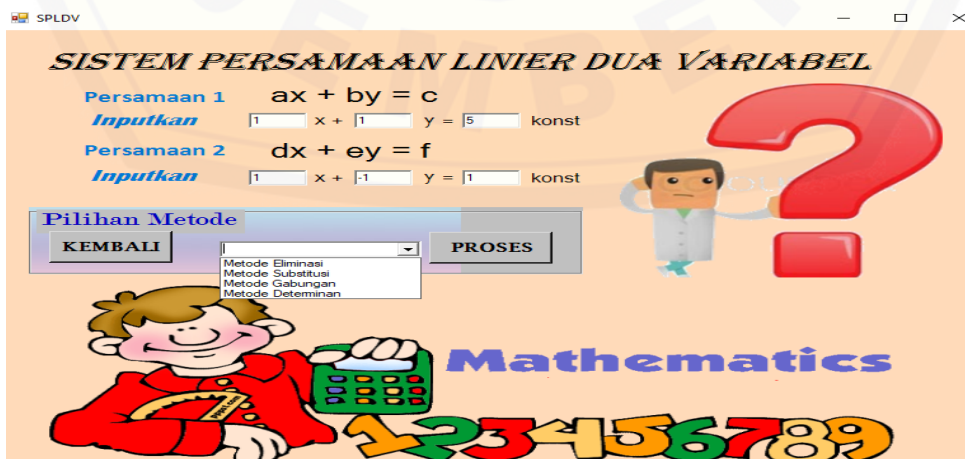 SPLDV
SISTEM PERSAMAAN LINIER DUA VARIABEL
Persamaan 1 ax + by = c
Inputkan 1 x + 1 y = 5 konst
Persamaan 2 dx + ey = f
Inputkan 1 x + -1 y = 1 konst
Pilihan Metode
KEMBALI PROSES
Metode Eliminasi
Metode Substitusi
Metode Gabungan
Metode Determinan
Mathematics
123456789